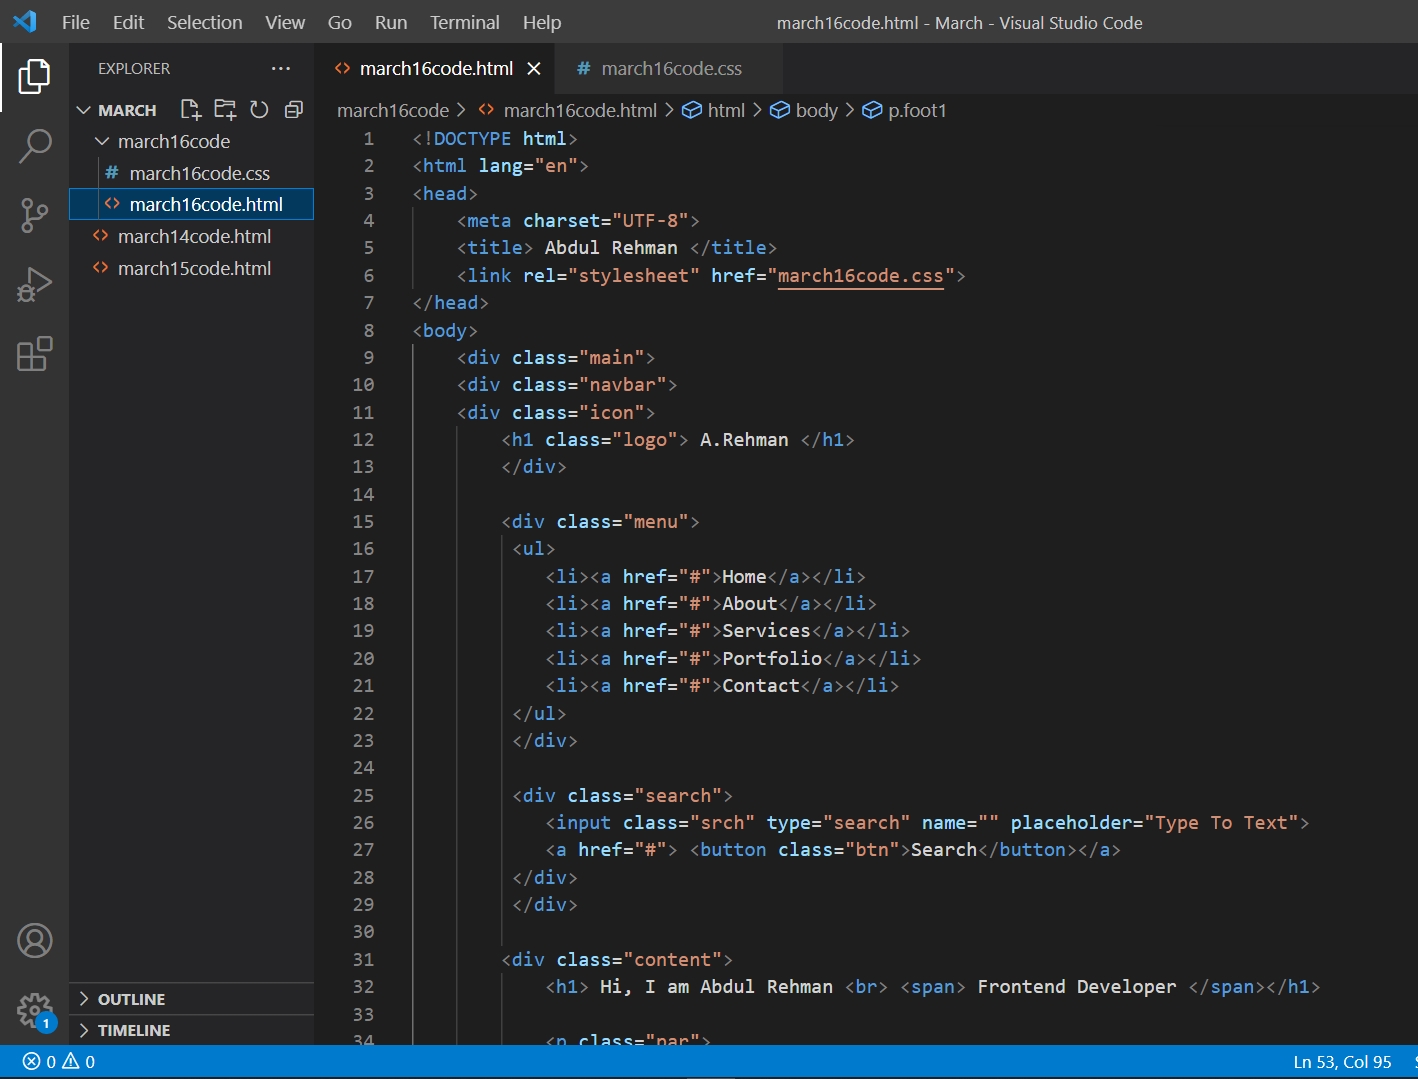 File Edit Selection View Go Run Terminal Help
march16code.html - March - Visual Studio Code
EXPLORER ...
MARCH
march16code
# march16code.css
<> march16code.html
<> march14code.html
<> march15code.html
OUTLINE
TIMELINE
1
<> march16code.html × # march16code.css
march16code > <> march16code.html > html > body > p.foot1
1 <!DOCTYPE html>
2 <html lang="en">
3 <head>
4 <meta charset="UTF-8">
5 <title> Abdul Rehman </title>
6 <link rel="stylesheet" href="march16code.css">
7 </head>
8 <body>
9 <div class="main">
10 <div class="navbar">
11 <div class="icon">
12 <h1 class="logo"> A.Rehman </h1>
13 </div>
14
15 <div class="menu">
16 <ul>
17 <li><a href="#">Home</a></li>
18 <li><a href="#">About</a></li>
19 <li><a href="#">Services</a></li>
20 <li><a href="#">Portfolio</a></li>
21 <li><a href="#">Contact</a></li>
22 </ul>
23 </div>
24
25 <div class="search">
26 <input class="srch" type="search" name="" placeholder="Type To Text">
27 <a href="#"> <button class="btn">Search</button></a>
28 </div>
29 </div>
30
31 <div class="content">
32 <h1> Hi, I am Abdul Rehman <br> <span> Frontend Developer </span></h1>
33
34 <p class="par">
0 0
Ln 53, Col 95